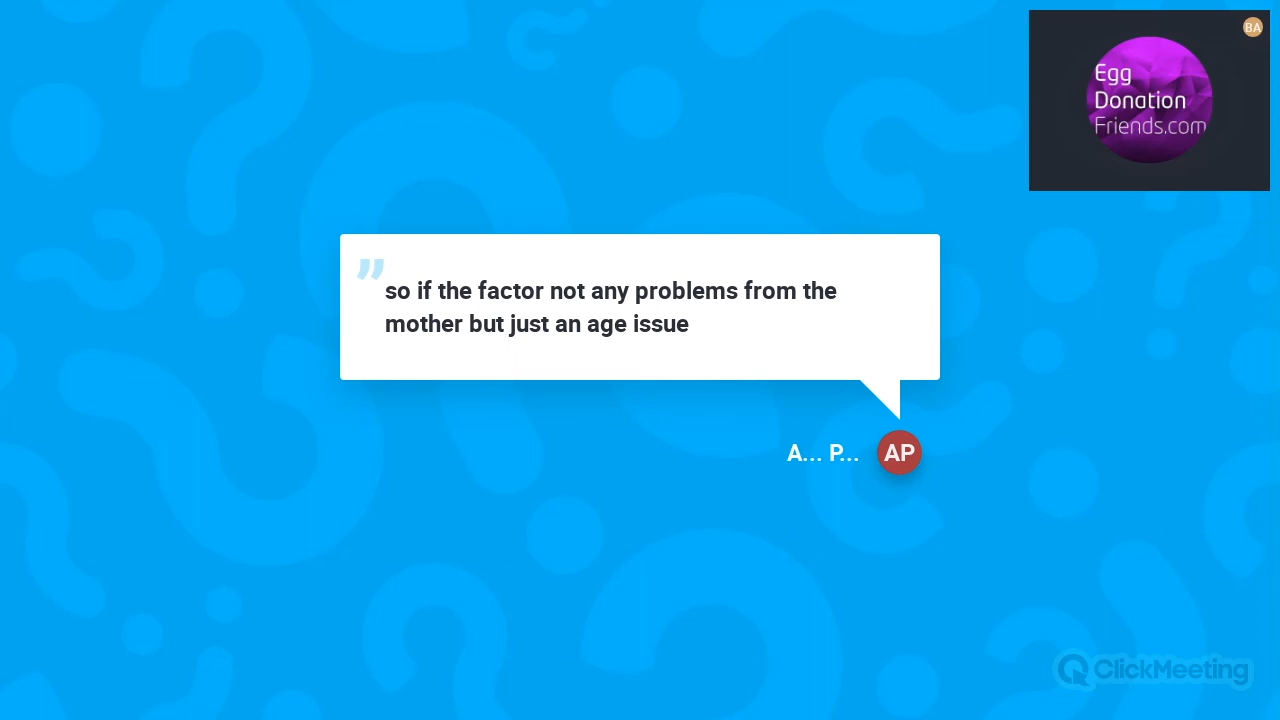 BA
Egg
Donation
Friends.com
so if the factor not any problems from the
mother but just an age issue
A... P...
AP
ClickMeeting